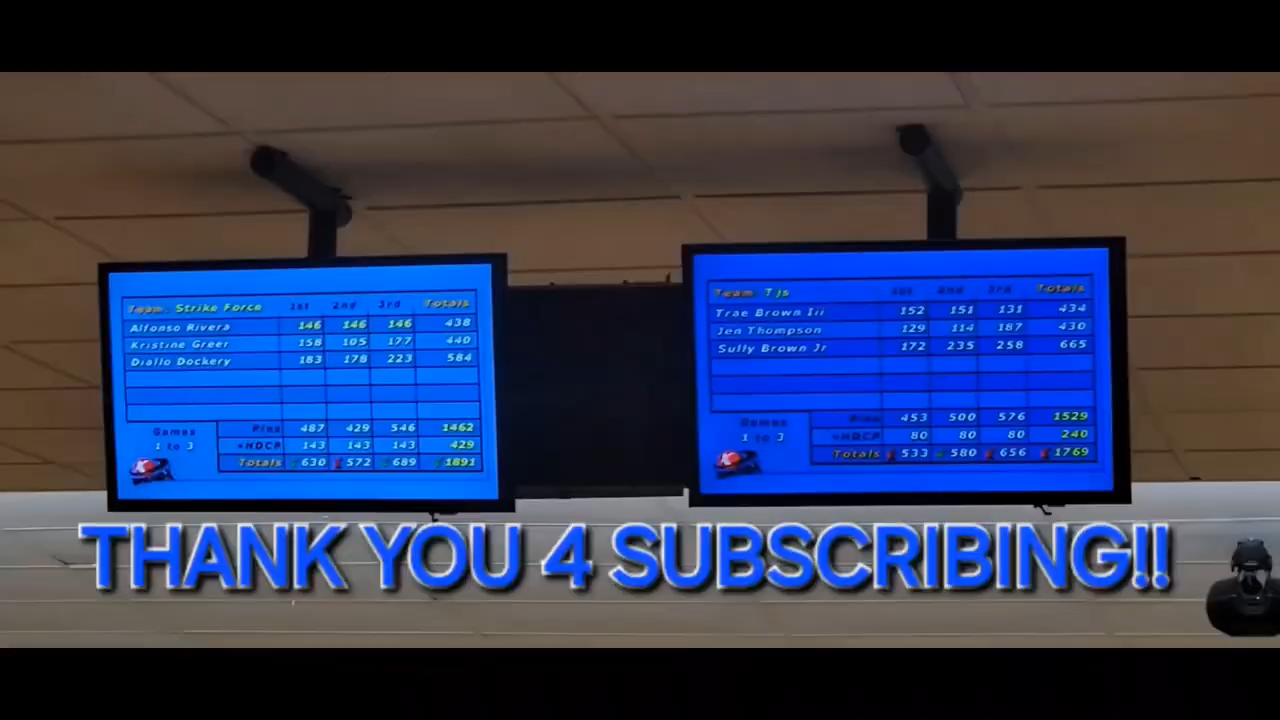 Team: Strike Force 1st 2nd 3rd Totals
Alfonso Rivera 146 146 146 438
Kristine Greer 158 105 177 440
Diallo Dockery 183 178 223 584
Games
1 to 3
Pins 487 429 546 1462
+HDCP 143 143 143 429
Totals 630 572 689 1891
Team: Tjs 1st 2nd 3rd Totals
Trae Brown Iii 152 151 131 434
Jen Thompson 129 114 187 430
Sully Brown Jr 172 235 258 665
Games
1 to 3
Pins 453 500 576 1529
+HDCP 80 80 80 240
Totals 533 580 656 1769
THANK YOU 4 SUBSCRIBING!!